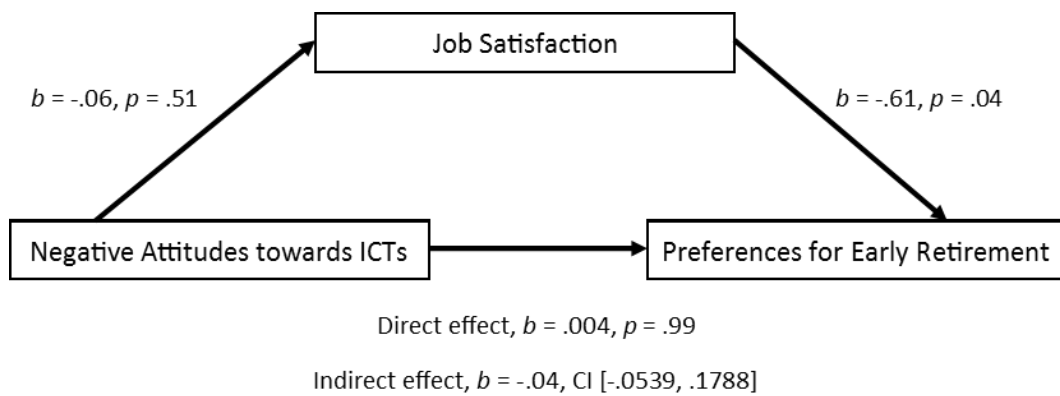 Job Satisfaction
b = -.06, p = .51
b = -.61, p = .04
Negative Attitudes towards ICTs
Preferences for Early Retirement
Direct effect, b = .004, p = .99
Indirect effect, b = -.04, CI [-.0539, .1788]